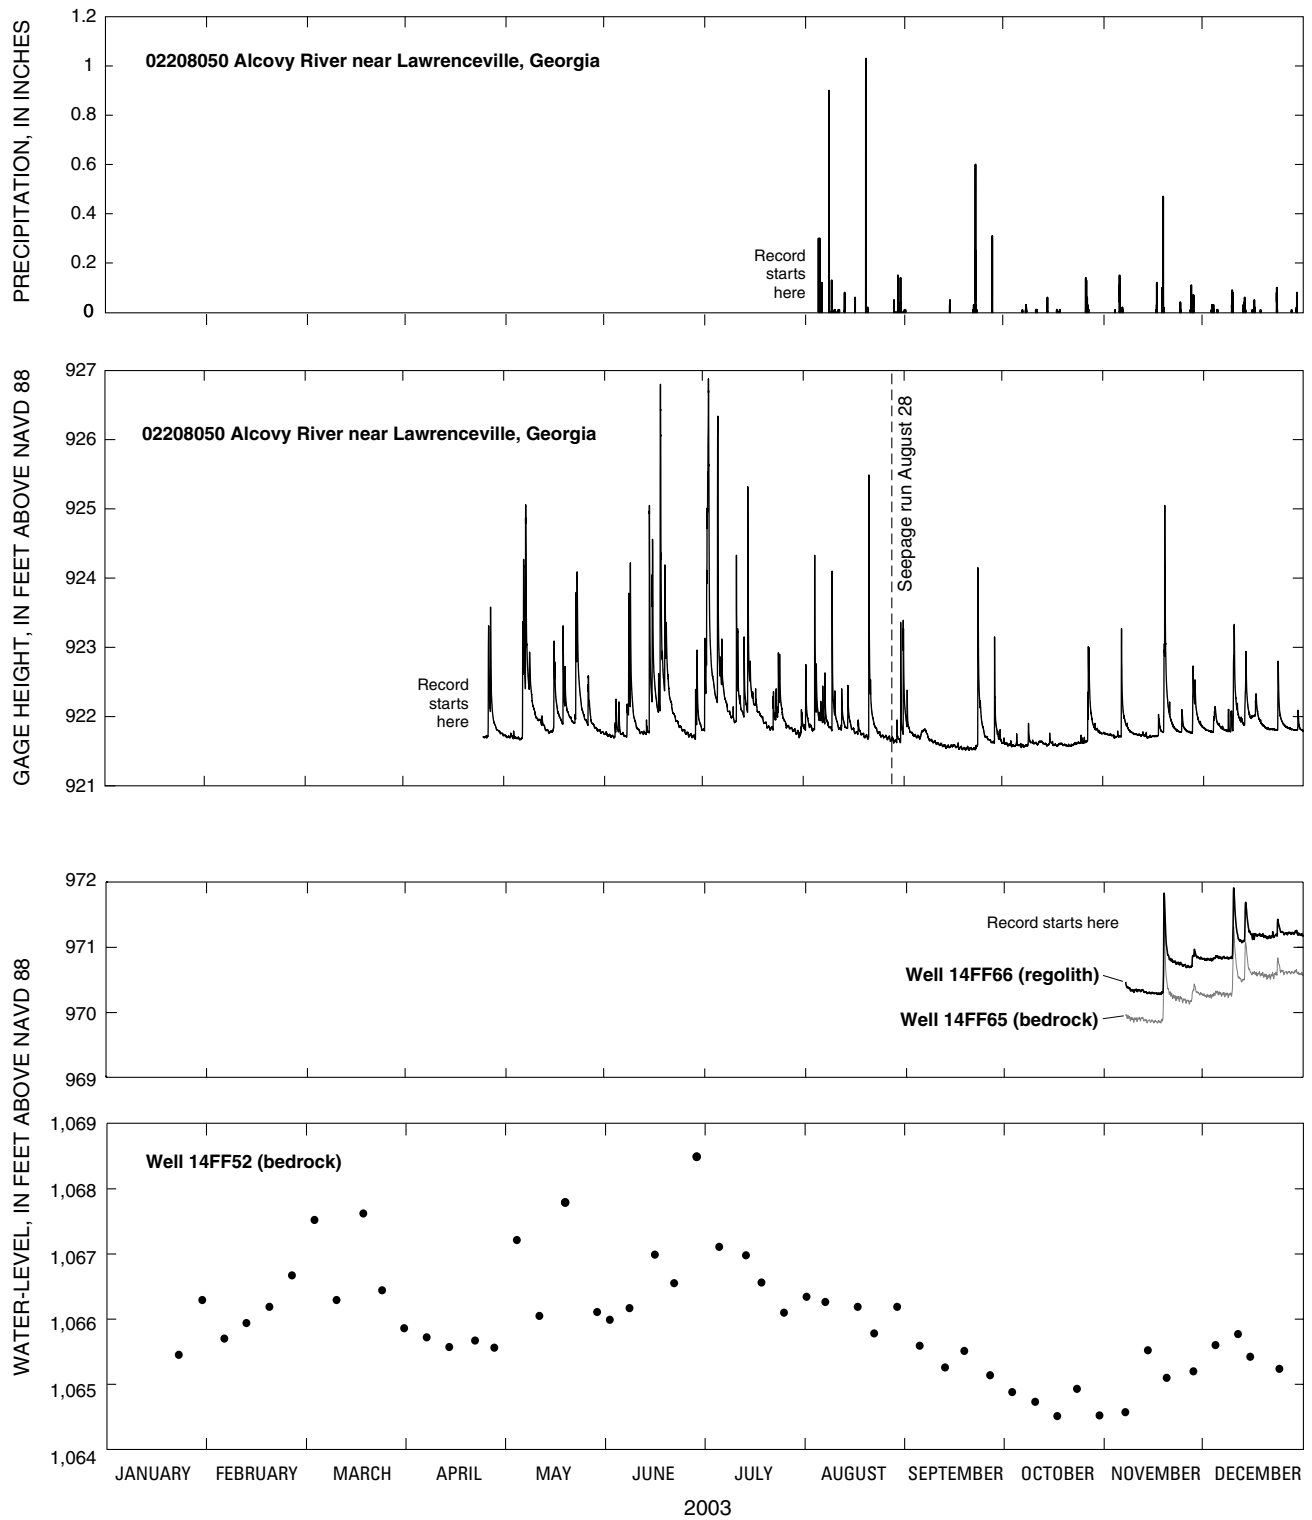 PRECIPITATION, IN INCHES
1.2
1
0.8
0.6
0.4
0.2
0
02208050 Alcovy River near Lawrenceville, Georgia
Record
starts
here
GAGE HEIGHT, IN FEET ABOVE NAVD 88
927
926
925
924
923
922
921
02208050 Alcovy River near Lawrenceville, Georgia
Record
starts
here
Seepage run August 28
WATER-LEVEL, IN FEET ABOVE NAVD 88
972
971
970
969
Record starts here
Well 14FF66 (regolith)
Well 14FF65 (bedrock)
1,069
1,068
1,067
1,066
1,065
1,064
Well 14FF52 (bedrock)
JANUARY FEBRUARY MARCH APRIL MAY JUNE JULY AUGUST SEPTEMBER OCTOBER NOVEMBER DECEMBER
2003